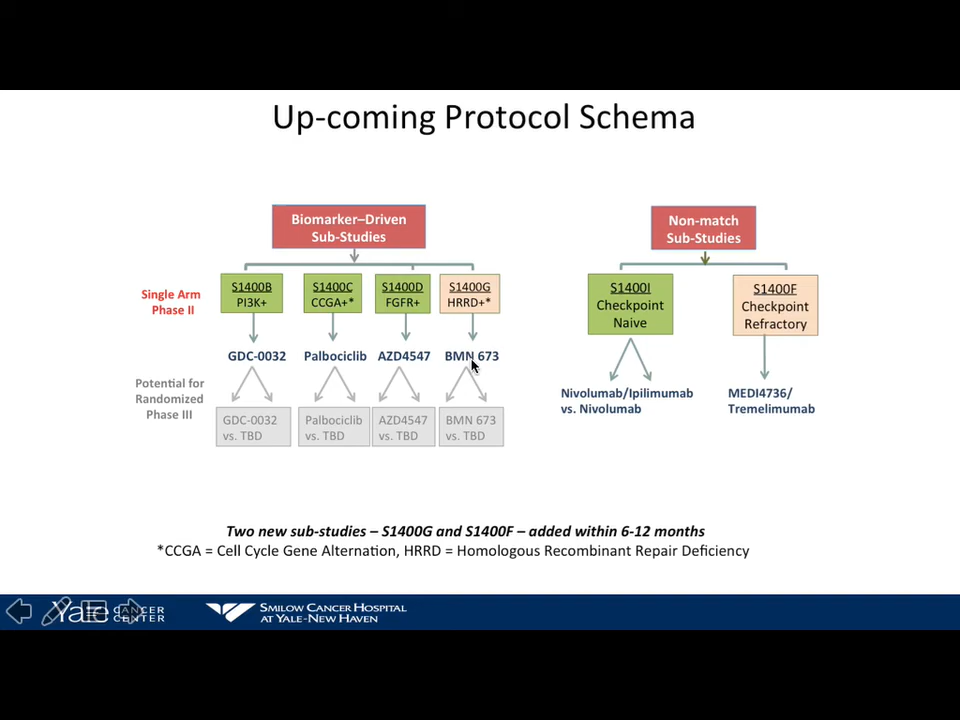 Up-coming Protocol Schema
Biomarker–Driven
Sub-Studies
Non-match
Sub-Studies
Single Arm
Phase II
S1400B
PI3K+
S1400C
CCGA+*
S1400D
FGFR+
S1400G
HRRD+*
S1400I
Checkpoint
Naive
S1400F
Checkpoint
Refractory
GDC-0032
Palbociclib
AZD4547
BMN 673
Potential for
Randomized
Phase III
GDC-0032
vs. TBD
Palbociclib
vs. TBD
AZD4547
vs. TBD
BMN 673
vs. TBD
Nivolumab/Ipilimumab
vs. Nivolumab
MEDI4736/
Tremelimumab
Two new sub-studies – S1400G and S1400F – added within 6-12 months
*CCGA = Cell Cycle Gene Alternation, HRRD = Homologous Recombinant Repair Deficiency
Yale CANCER
CENTER
SMILOW CANCER HOSPITAL
AT YALE-NEW HAVEN